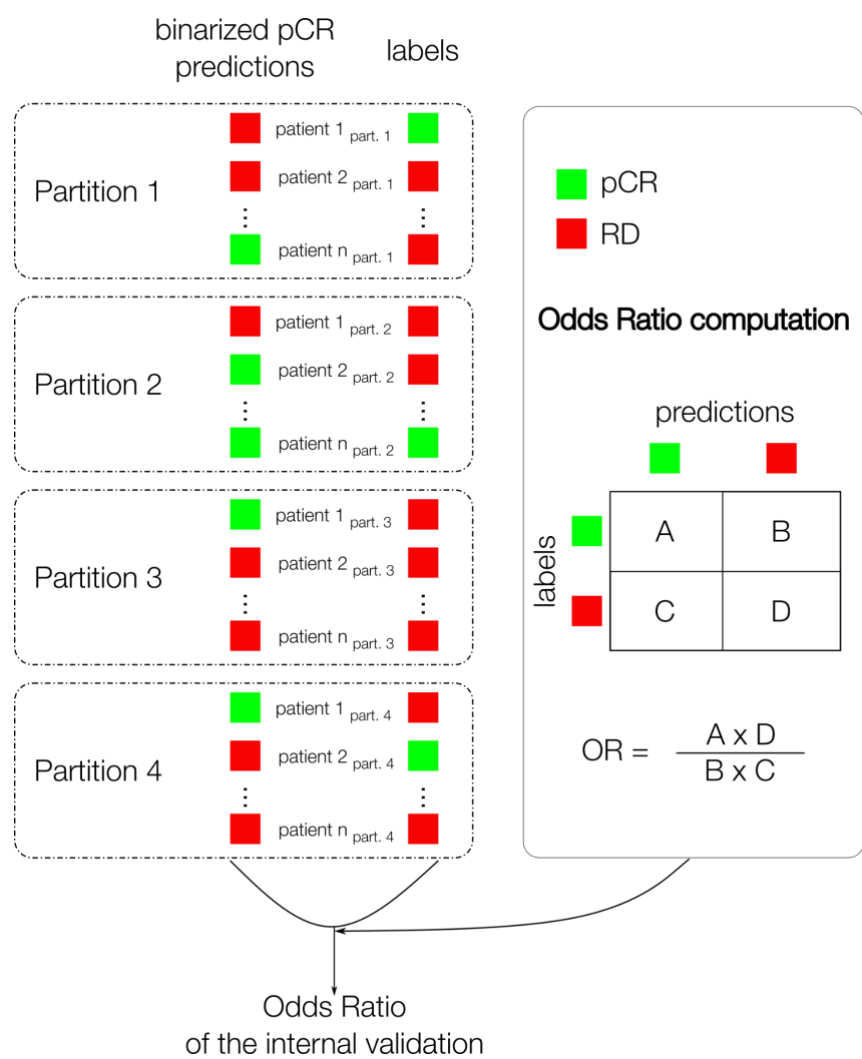 binarized pCR
predictions
labels
Partition 1
patient 1 part. 1
patient 2 part. 1
patient n part. 1
Partition 2
patient 1 part. 2
patient 2 part. 2
patient n part. 2
Partition 3
patient 1 part. 3
patient 2 part. 3
patient n part. 3
Partition 4
patient 1 part. 4
patient 2 part. 4
patient n part. 4
pCR
RD
Odds Ratio computation
predictions
labels
A B
C D
OR = A x D
B x C
Odds Ratio
of the internal validation